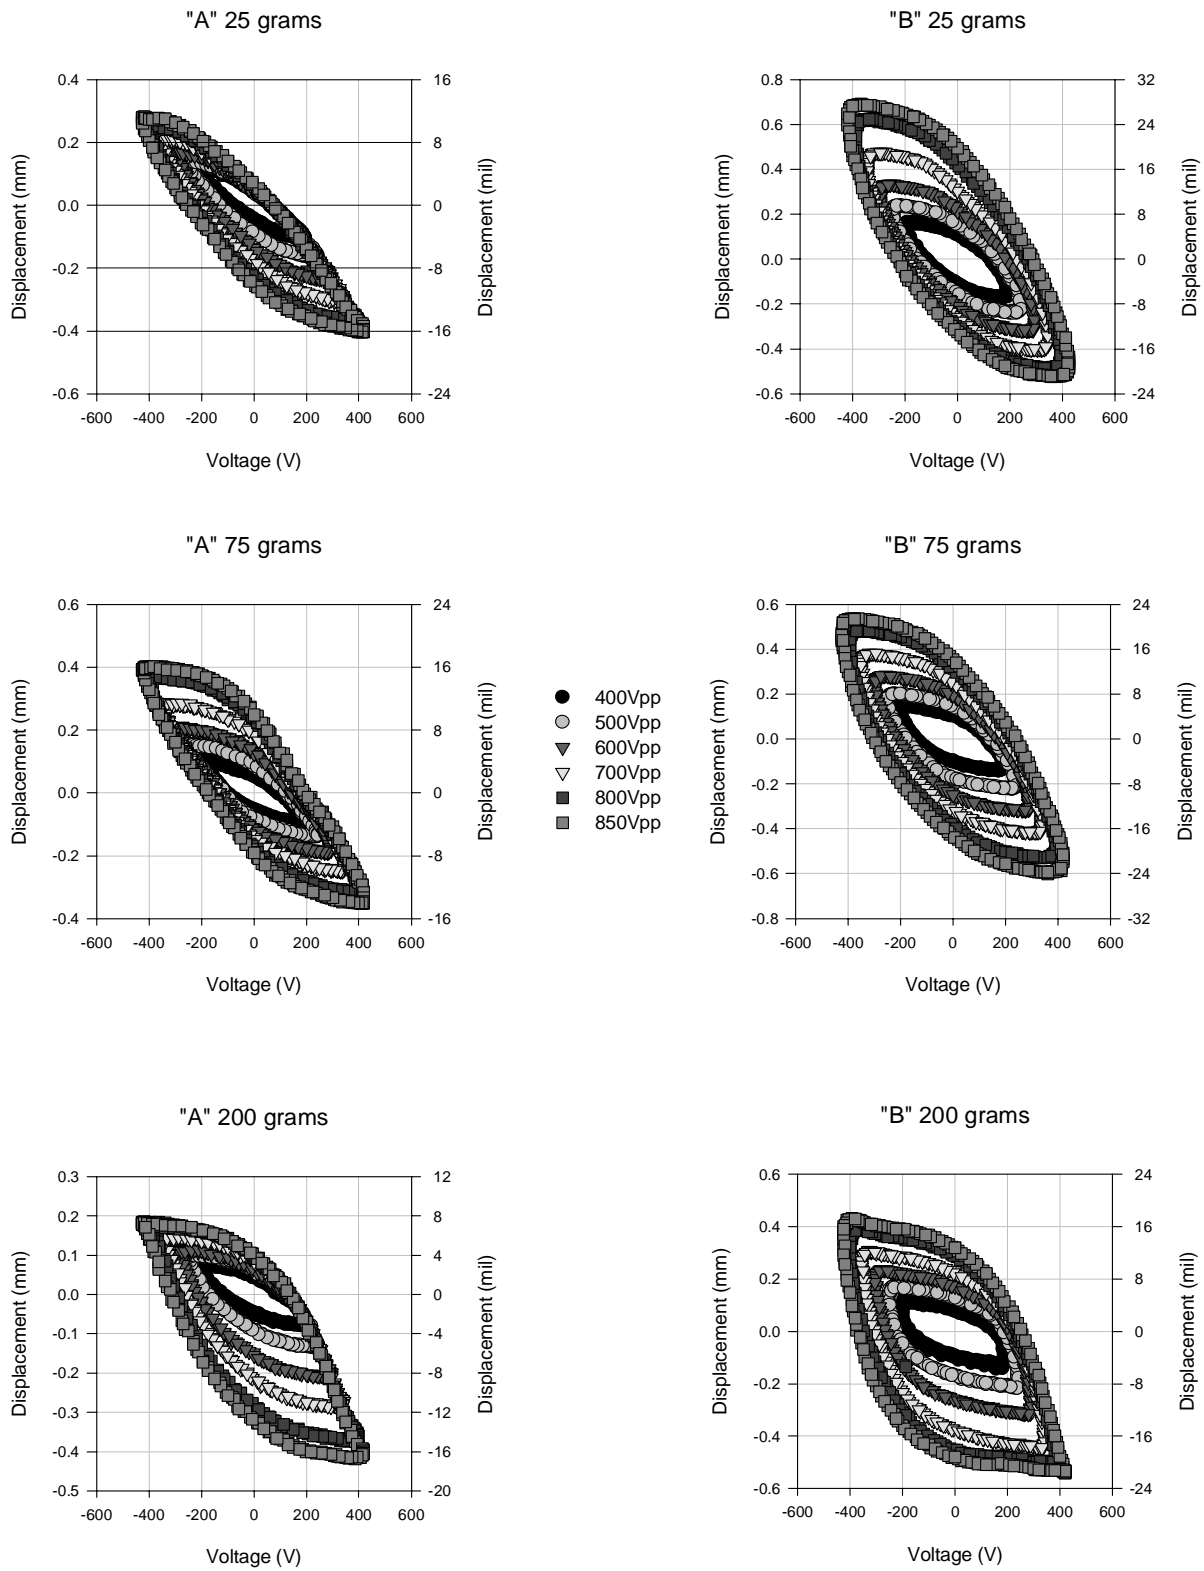 "A" 25 grams
"B" 25 grams
0.4
0.2
0.0
-0.2
-0.4
-0.6
16
8
0
-8
-16
-24
-600 -400 -200 0 200 400 600
Displacement (mm)
Displacement (mil)
Voltage (V)
0.8
0.6
0.4
0.2
0.0
-0.2
-0.4
-0.6
32
24
16
8
0
-8
-16
-24
-600 -400 -200 0 200 400 600
Displacement (mm)
Displacement (mil)
Voltage (V)
"A" 75 grams
"B" 75 grams
0.6
0.4
0.2
0.0
-0.2
-0.4
24
16
8
0
-8
-16
-600 -400 -200 0 200 400 600
Displacement (mm)
Displacement (mil)
Voltage (V)
400Vpp
500Vpp
600Vpp
700Vpp
800Vpp
850Vpp
0.6
0.4
0.2
0.0
-0.2
-0.4
-0.6
-0.8
24
16
8
0
-8
-16
-24
-32
-600 -400 -200 0 200 400 600
Displacement (mm)
Displacement (mil)
Voltage (V)
"A" 200 grams
"B" 200 grams
0.3
0.2
0.1
0.0
-0.1
-0.2
-0.3
-0.4
-0.5
12
8
4
0
-4
-8
-12
-16
-20
-600 -400 -200 0 200 400 600
Displacement (mm)
Displacement (mil)
Voltage (V)
0.6
0.4
0.2
0.0
-0.2
-0.4
-0.6
24
16
8
0
-8
-16
-24
-600 -400 -200 0 200 400 600
Displacement (mm)
Displacement (mil)
Voltage (V)